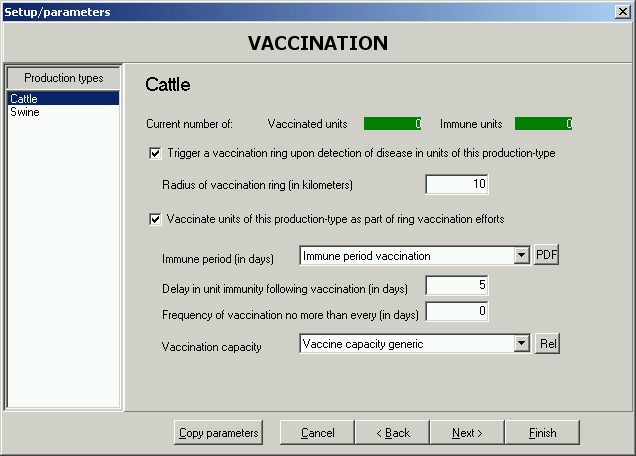 Setup/parameters
VACCINATION
Production types
Cattle
Swine
Cattle
Current number of: Vaccinated units 0 Immune units 0
Trigger a vaccination ring upon detection of disease in units of this production-type
Radius of vaccination ring (in kilometers) 10
Vaccinate units of this production-type as part of ring vaccination efforts
Immune period (in days) Immune period vaccination PDF
Delay in unit immunity following vaccination (in days) 5
Frequency of vaccination no more than every (in days) 0
Vaccination capacity Vaccine capacity generic Rel
Copy parameters Cancel < Back Next > Finish